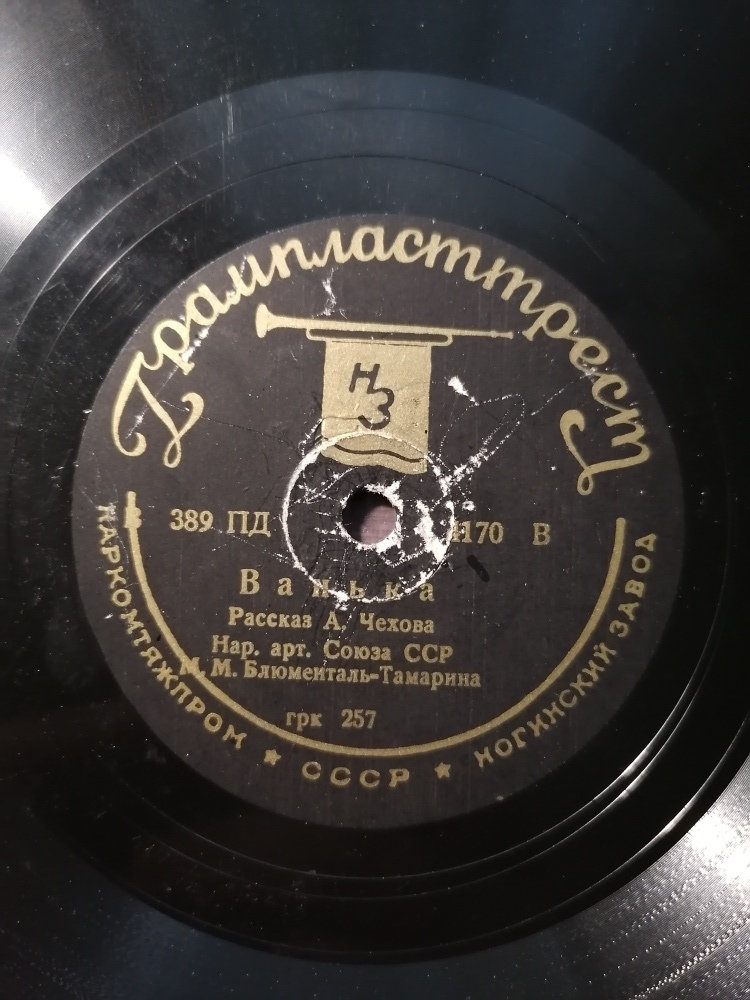 Грампласттрест
НЗ
389 ПД 4170 В
Ванька
Рассказ А. Чехова
Нар. арт. Союза ССР
М. М. Блюменталь-Тамарина
грк 257
НАРКОМТЯЖПРОМ ★ СССР ★ НОГИНСКИЙ ЗАВОД